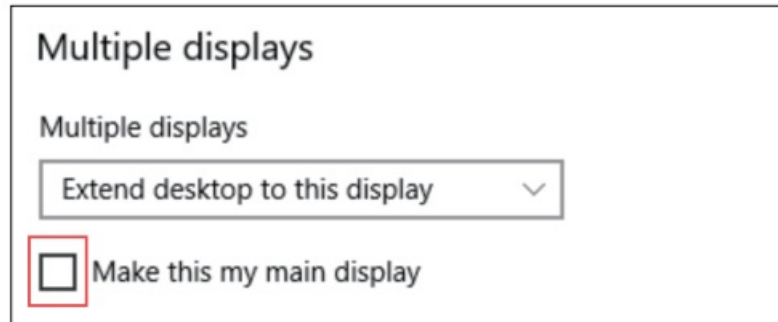 Multiple displays
Multiple displays
Extend desktop to this display
Make this my main display